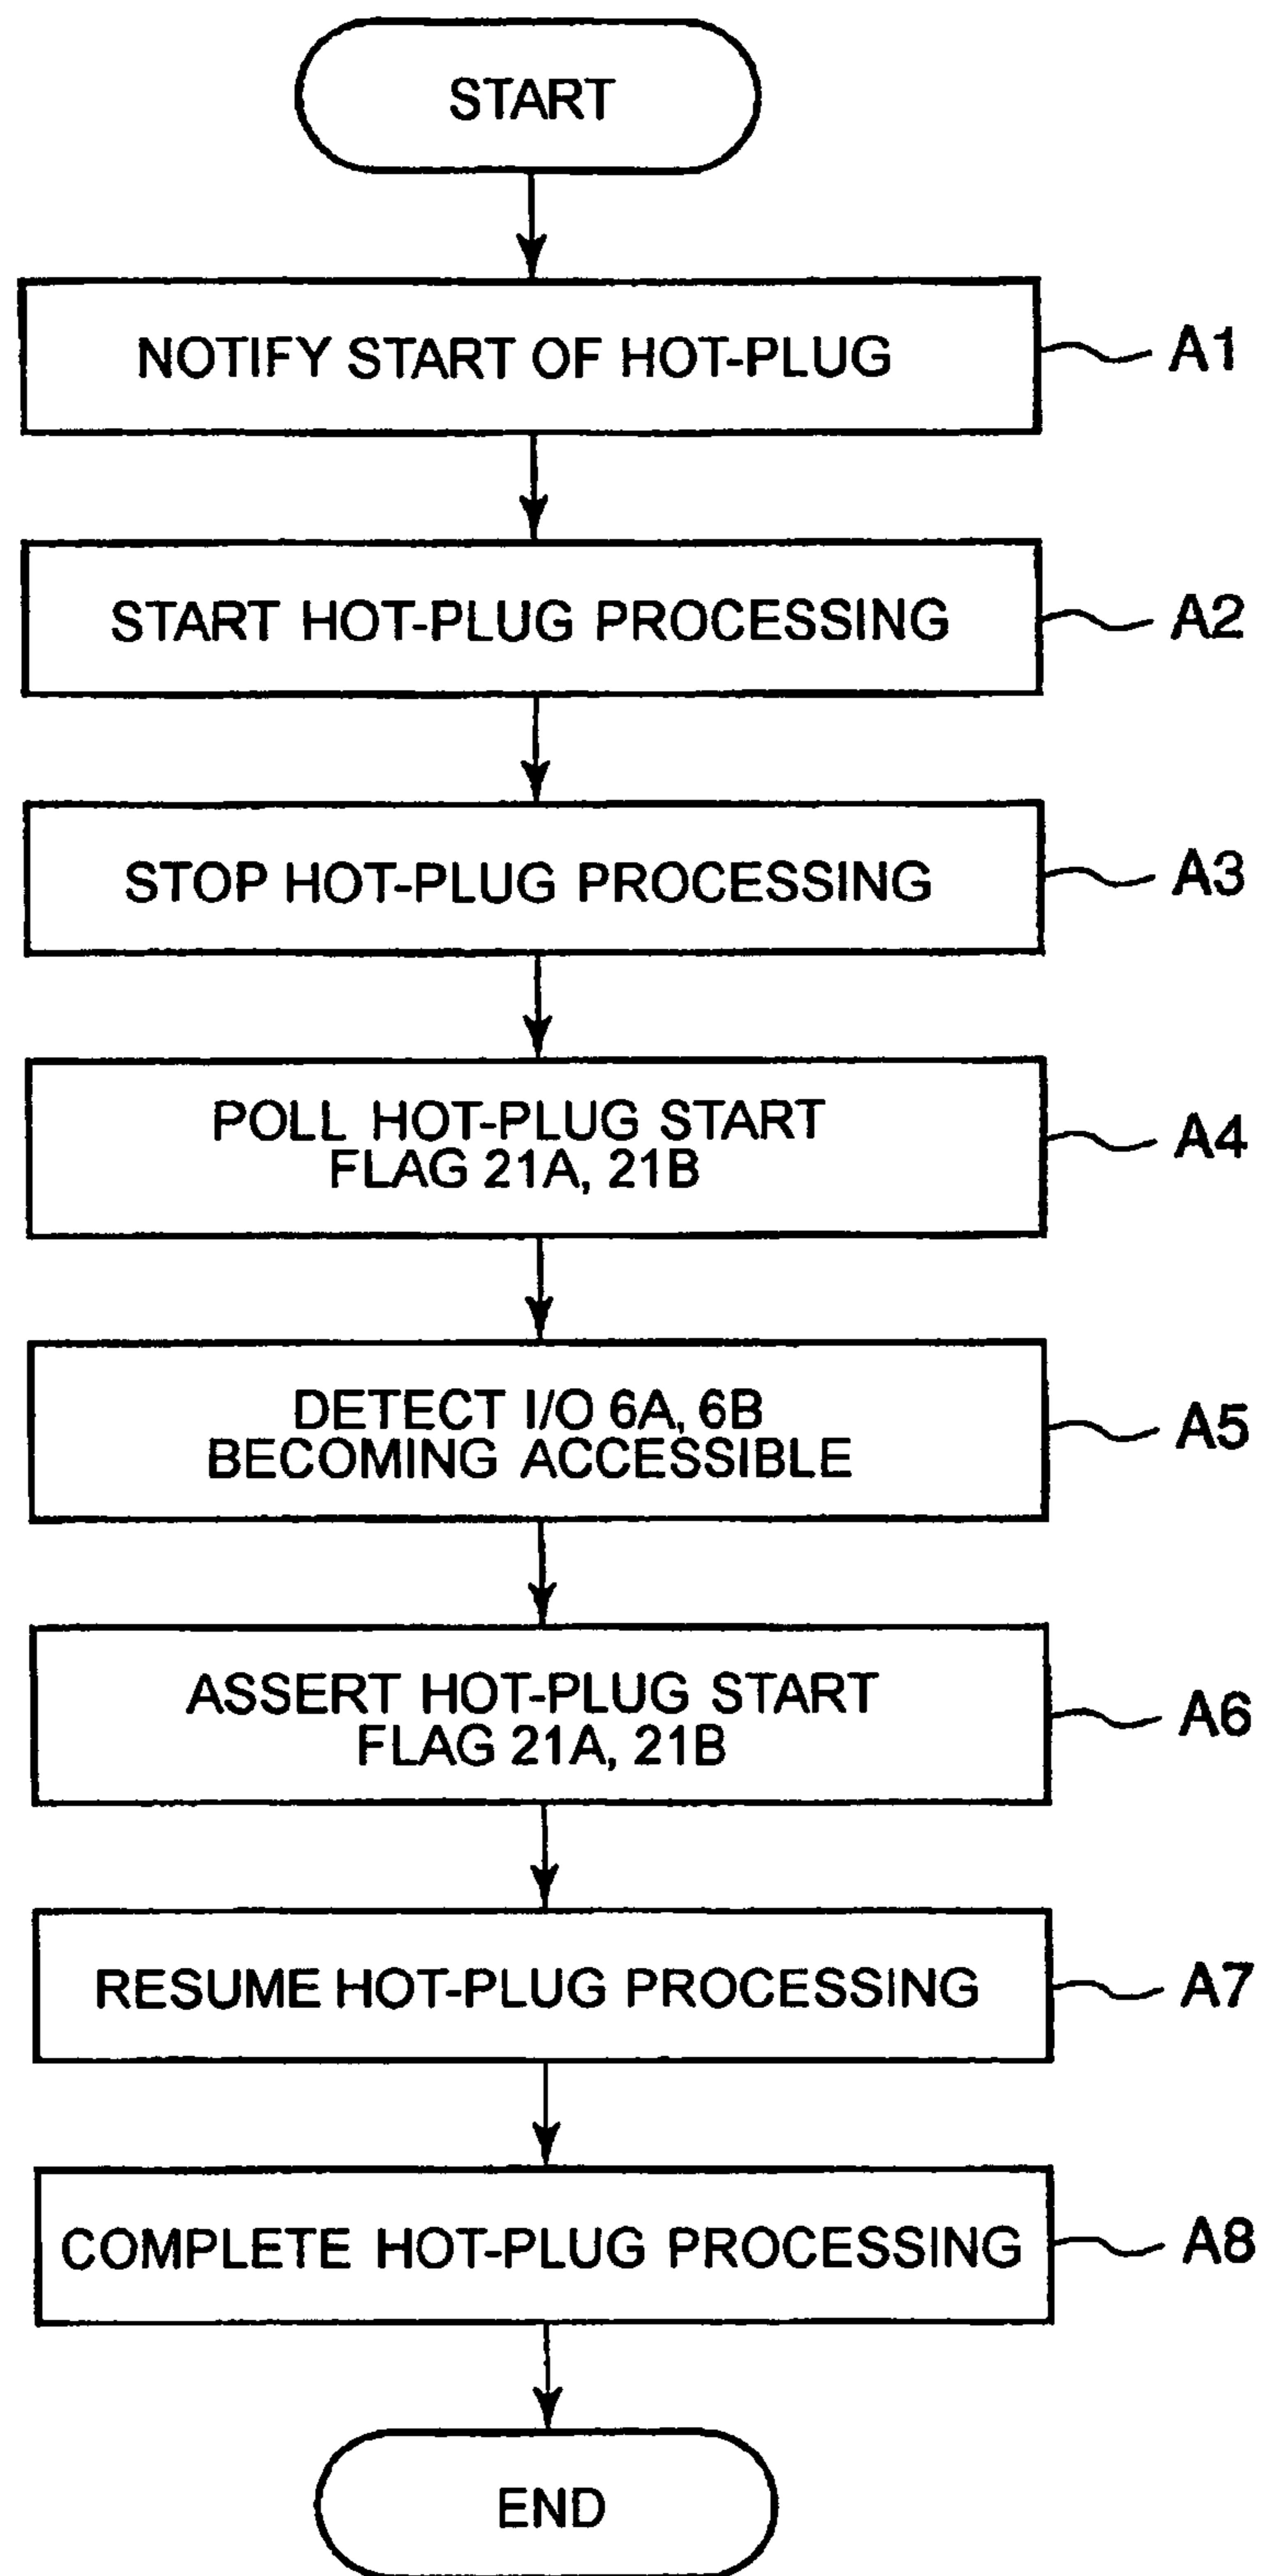 START
NOTIFY START OF HOT-PLUG
A1
START HOT-PLUG PROCESSING
A2
STOP HOT-PLUG PROCESSING
A3
POLL HOT-PLUG START
FLAG 21A, 21B
A4
DETECT I/O 6A, 6B
BECOMING ACCESSIBLE
A5
ASSERT HOT-PLUG START
FLAG 21A, 21B
A6
RESUME HOT-PLUG PROCESSING
A7
COMPLETE HOT-PLUG PROCESSING
A8
END